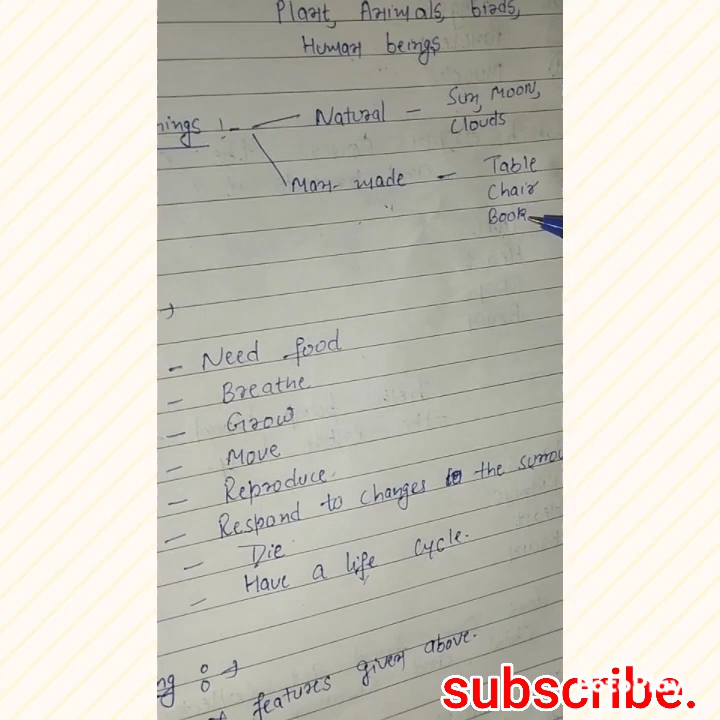 Plant, Animals, birds,
Human beings
Natural - Sun, Moon,
Clouds
:-
Man-made - Table
Chair
Book
- Need food
- Breathe
- Grow
- Move
- Reproduce.
- Respond to changes to the
- Die
- Have a life cycle.
features given above.
subscribe.